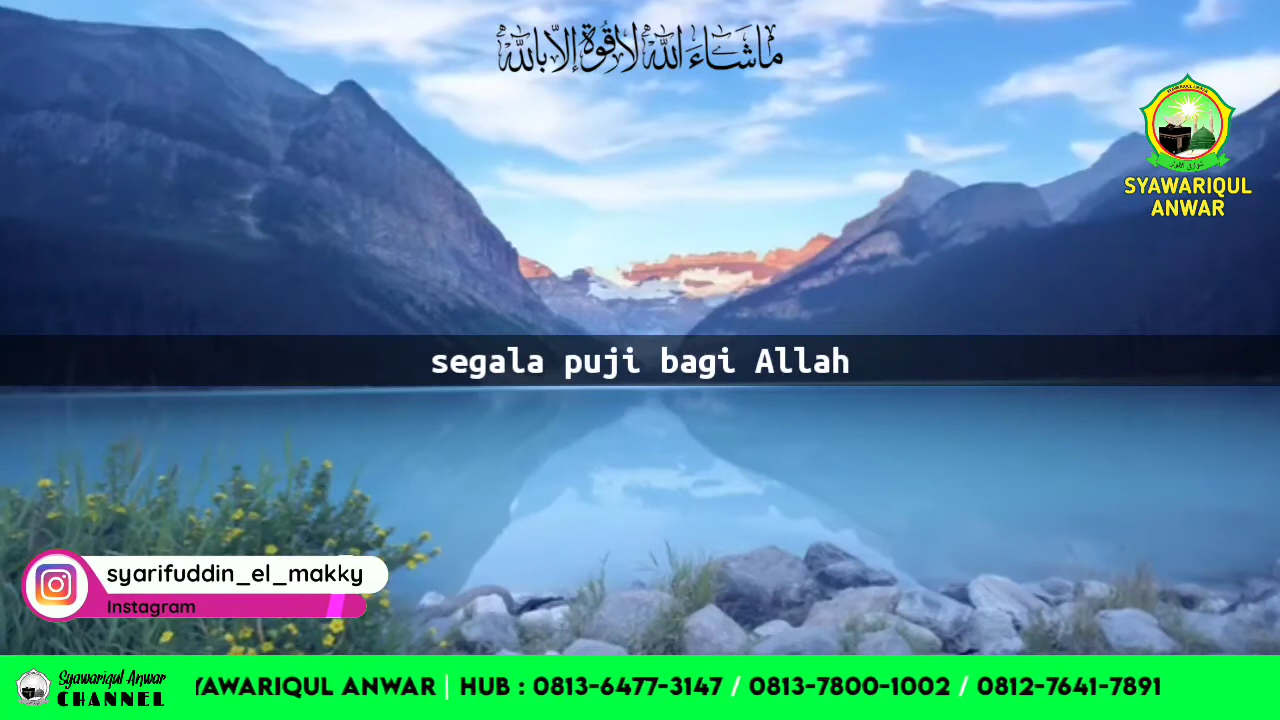 ماشاء الله لا قوة إلا بالله
SYAWARIQUL
ANWAR
segala puji bagi Allah
syarifuddin_el_makky
Instagram
Syawariqul Anwar
CHANNEL
YAWARIQUL ANWAR | HUB : 0813-6477-3147 / 0813-7800-1002 / 0812-7641-7891